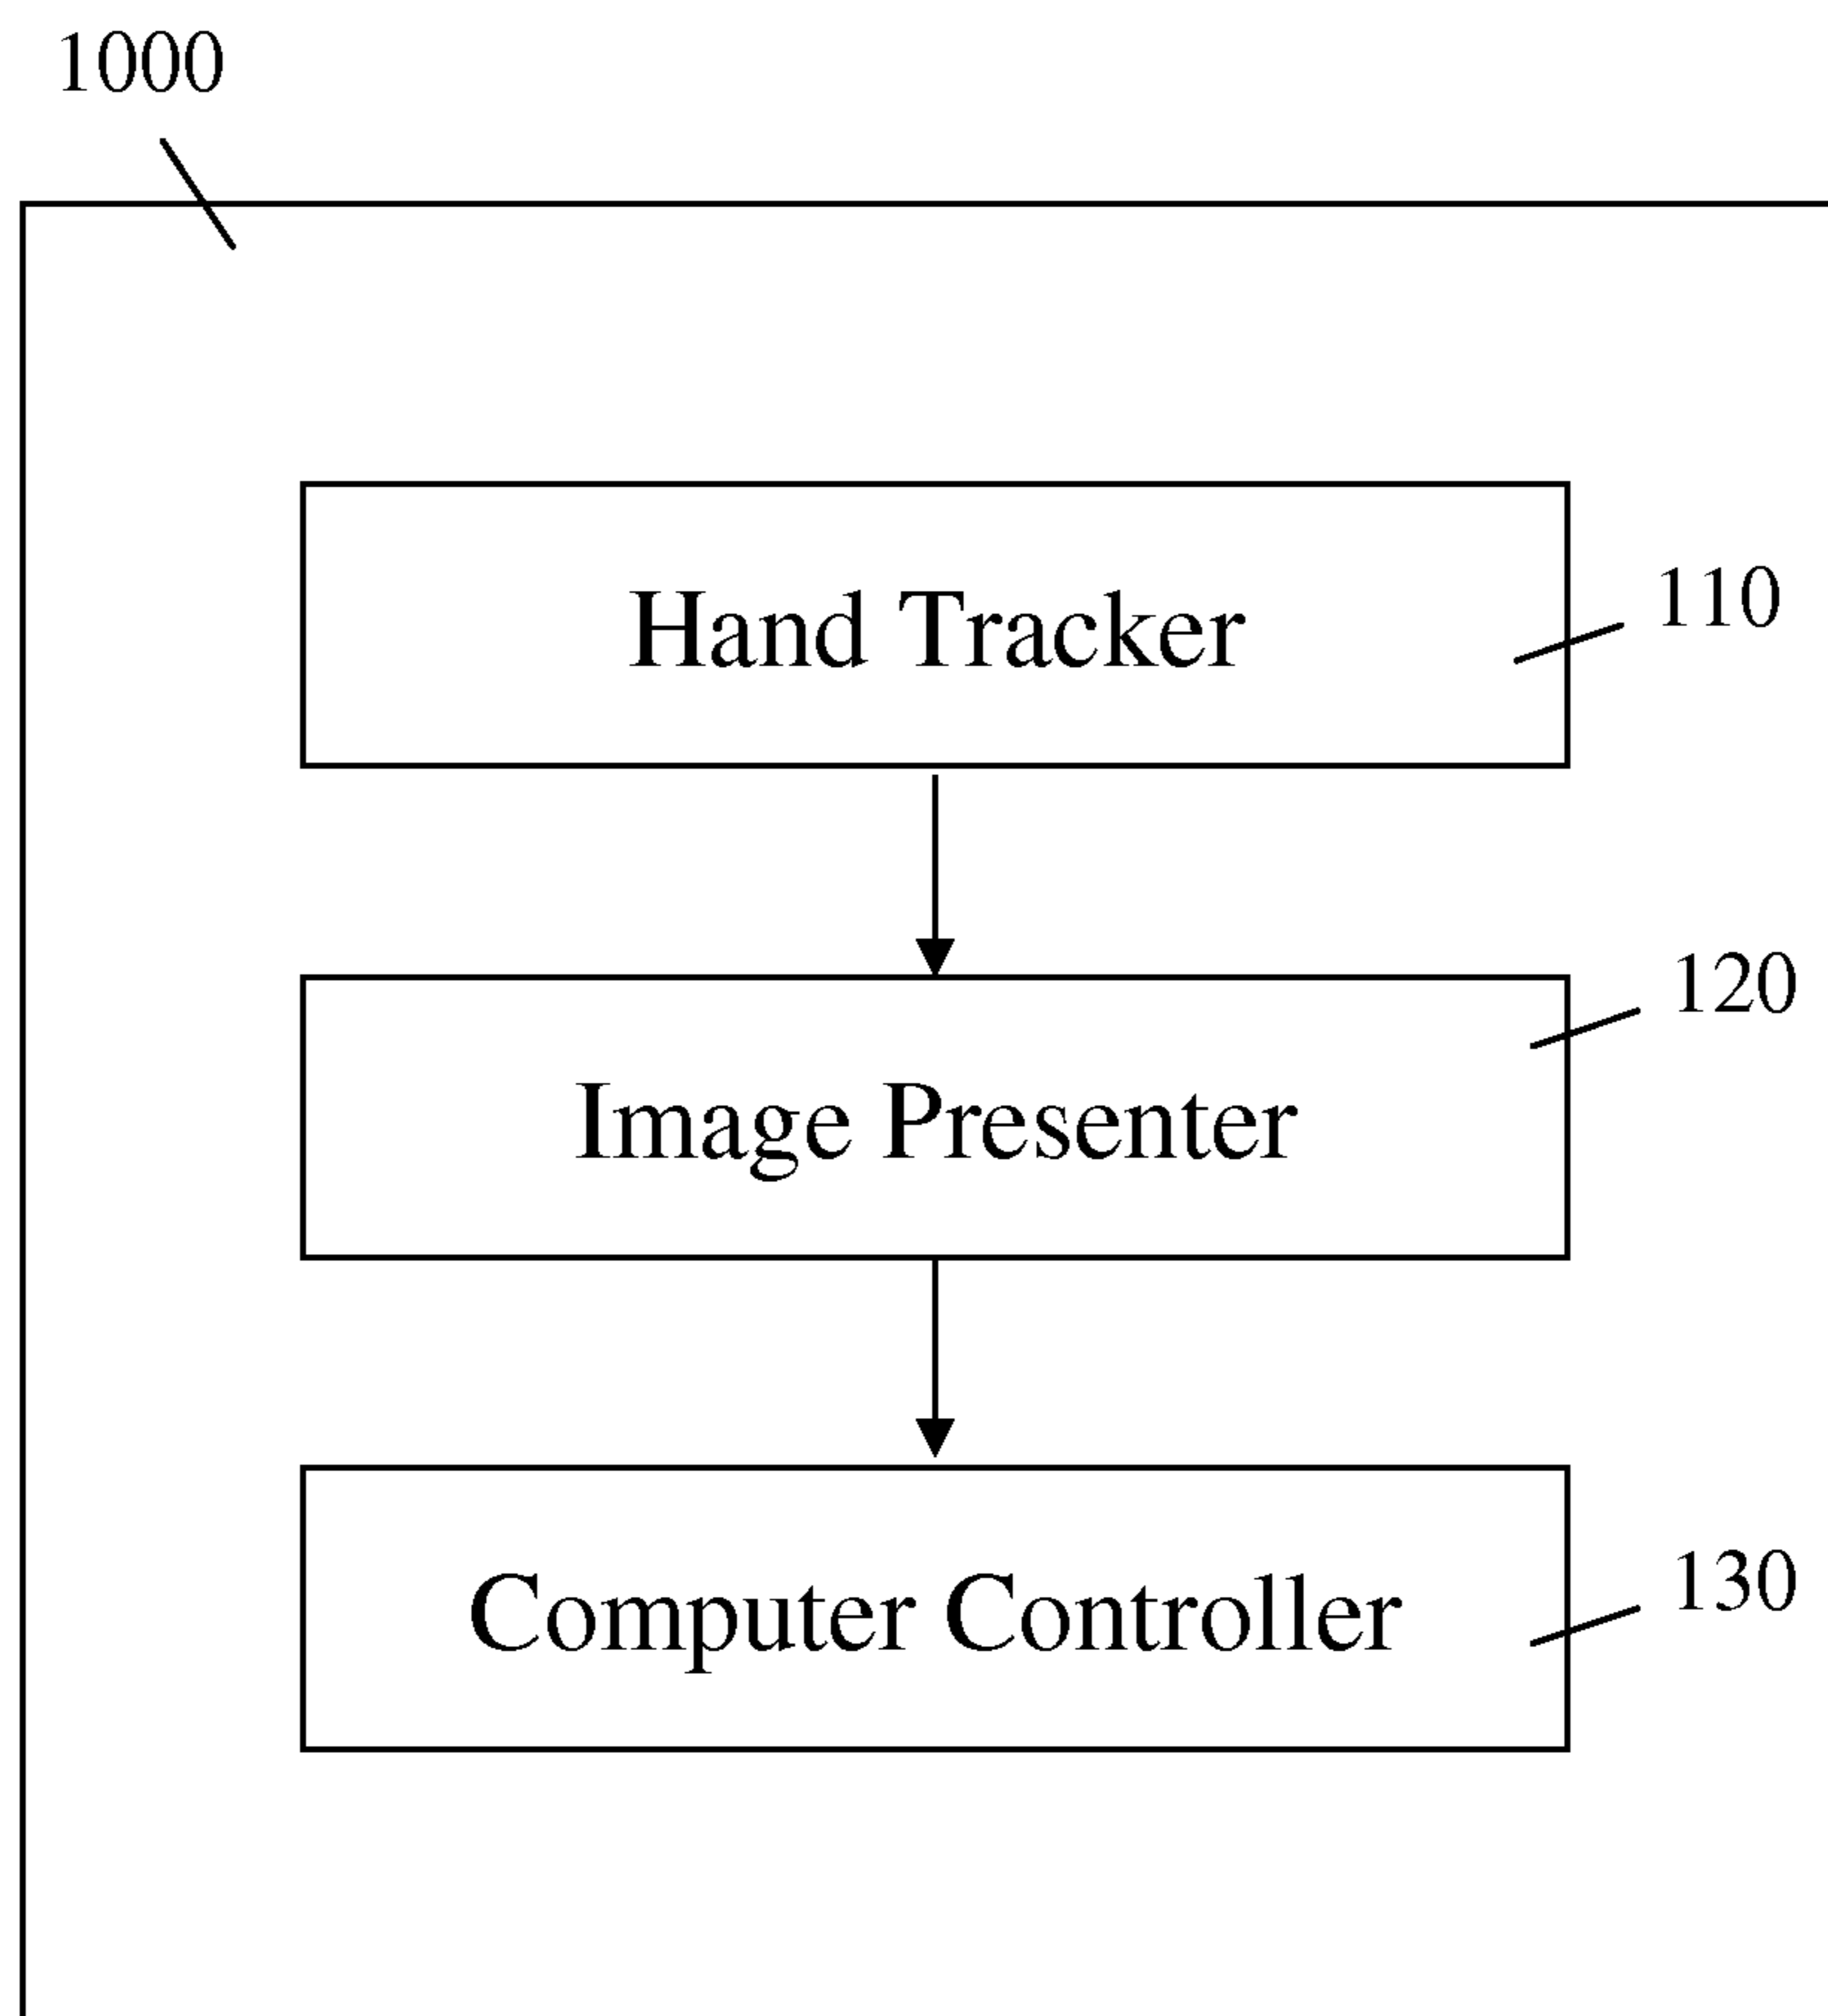 1000
Hand Tracker
110
120
Image Presenter
130
Computer Controller